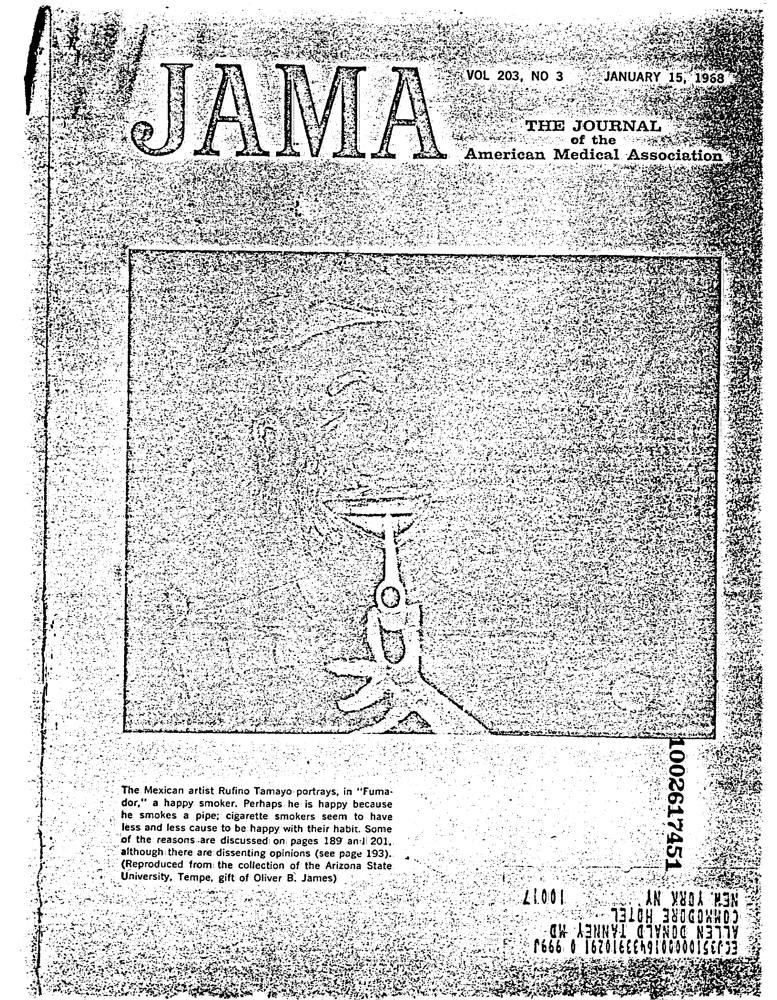 JAMA
VOL 203, NO 3 JANUARY 15, 1968
THE JOURNAL
of the
American Medical Association
The Mexican artist Rufino Tamayo portrays, in "Fuma-
dor," a happy smoker. Perhaps he is happy because
he smokes a pipe; cigarette smokers seem to have
less and less cause to be happy with their habit. Some
of the reasons are discussed on pages 189 and 201,
although there are dissenting opinions (see page 193).
(Reproduced from the collection of the Arizona State
University, Tempe, gift of Oliver B. James)
1002617451
ALLEN DONALD TANNEY MD
COMMODORE HOTEL
NEW YORK NY 10017